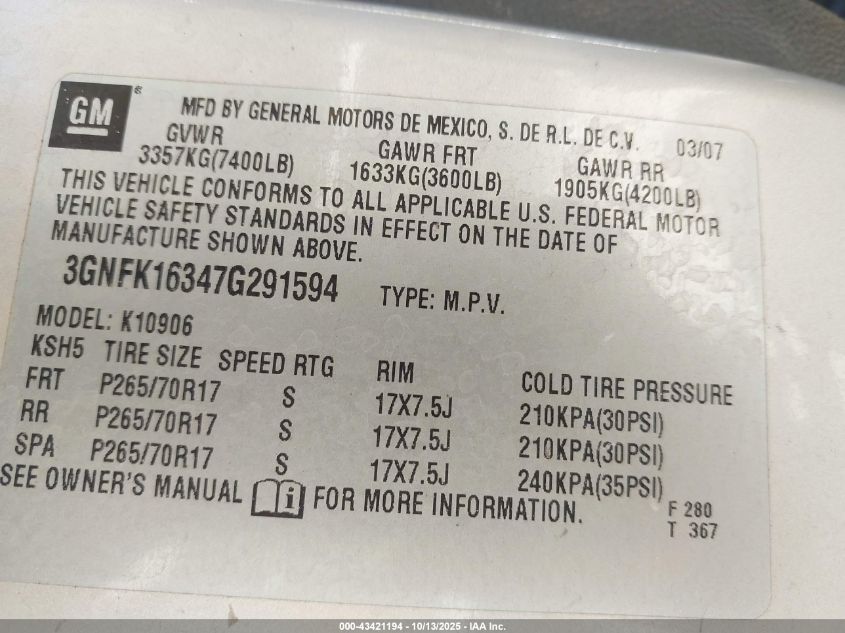 GM
MFD BY GENERAL MOTORS DE MEXICO, S. DE R.L. DE C.V. 03/07
GVWR GAWR FRT GAWR RR
3357KG(7400LB) 1633KG(3600LB) 1905KG(4200LB)
THIS VEHICLE CONFORMS TO ALL APPLICABLE U.S. FEDERAL MOTOR
VEHICLE SAFETY STANDARDS IN EFFECT ON THE DATE OF
MANUFACTURE SHOWN ABOVE.
3GNFK16347G291594 TYPE: M.P.V.
MODEL: K10906
KSH5 TIRE SIZE SPEED RTG RIM COLD TIRE PRESSURE
FRT P265/70R17 S 17X7.5J 210KPA(30PSI)
RR P265/70R17 S 17X7.5J 210KPA(30PSI)
SPA P265/70R17 S 17X7.5J 240KPA(35PSI)
SEE OWNER'S MANUAL i FOR MORE INFORMATION.
F 280
T 367
000-43421194 - 10/13/2025 - IAA Inc.